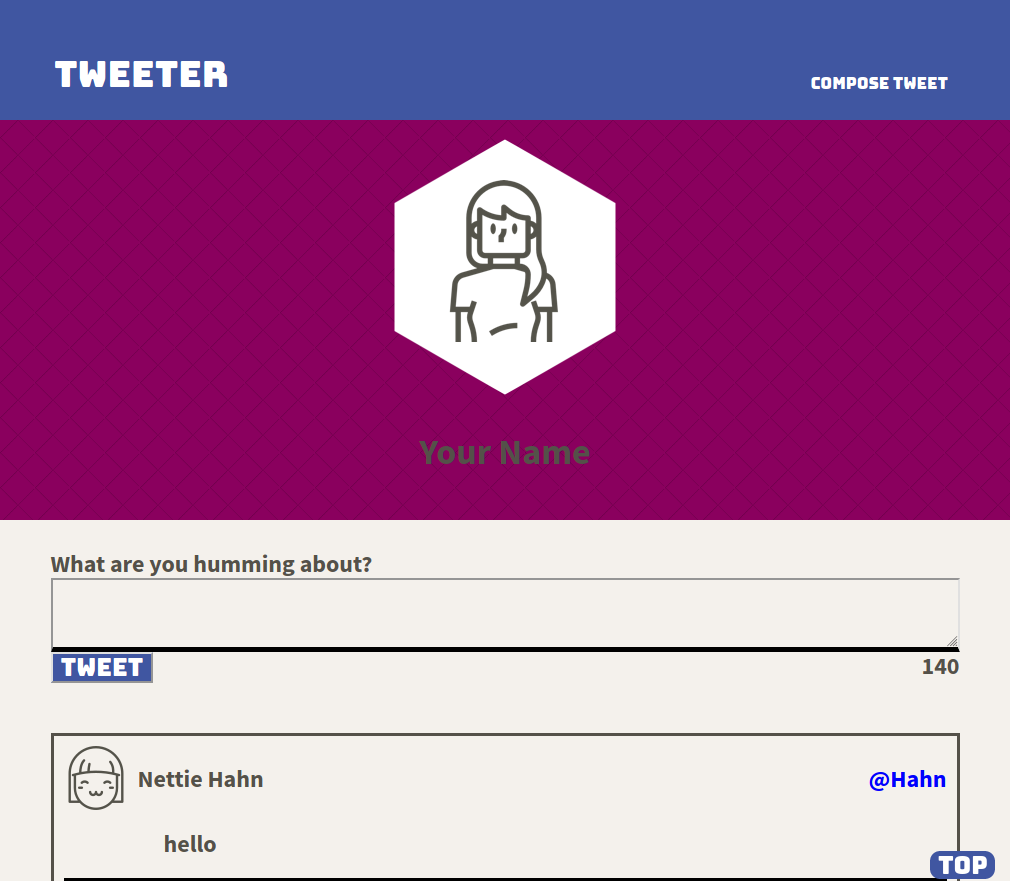 TWEETER
COMPOSE TWEET
Your Name
What are you humming about?
TWEET
140
Nettie Hahn
@Hahn
hello
TOP